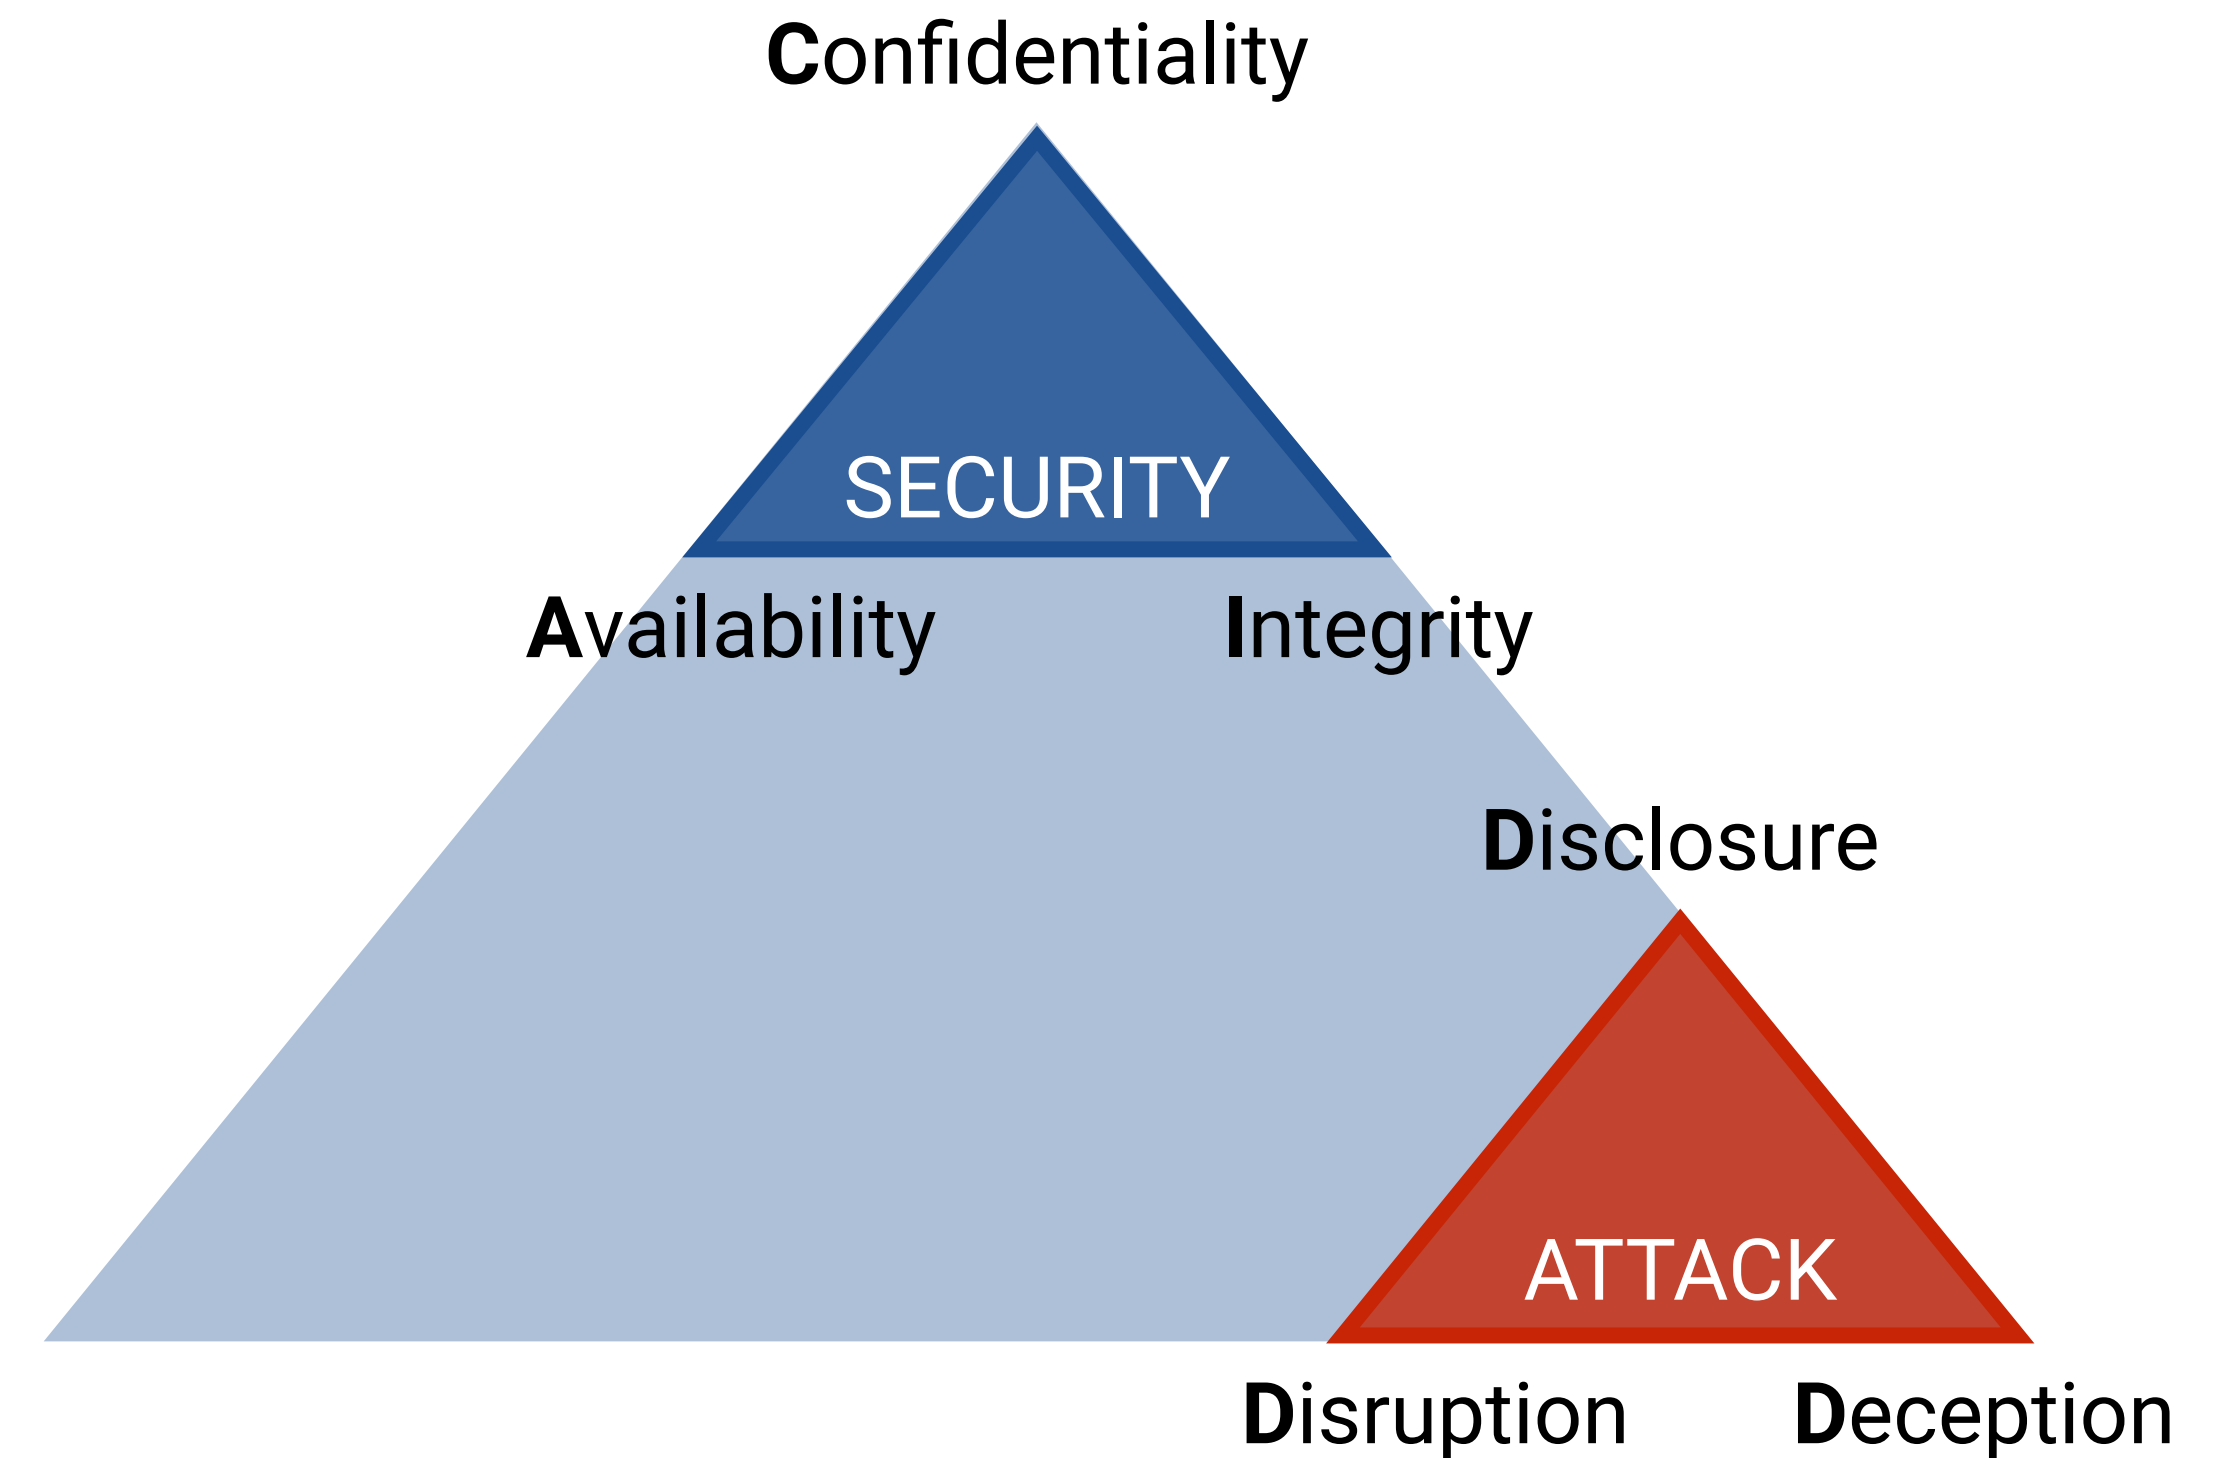 Confidentiality
SECURITY
Availability Integrity
Disclosure
ATTACK
Disruption Deception